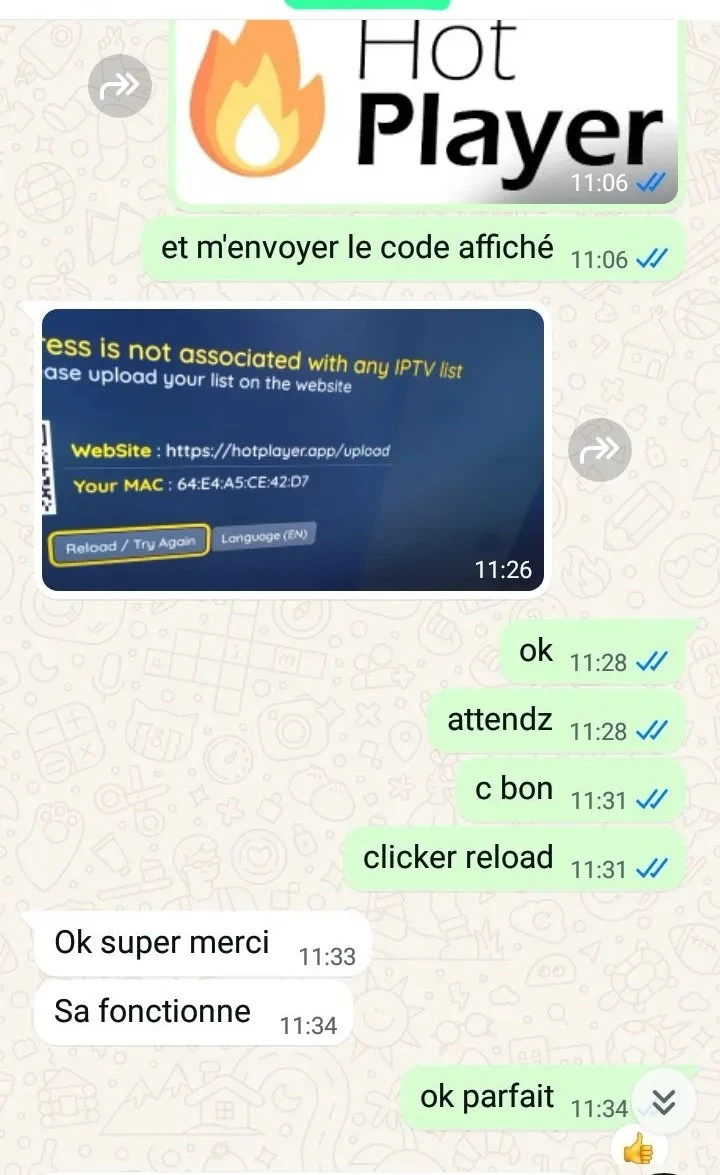 Hot
Player
11:06
et m'envoyer le code affiché 11:06
ess is not associated with any IPTV list
ase upload your list on the website
WebSite : https://hotplayer.app/upload
Your MAC : 64:E4:A5:CE:42:D7
Reload / Try Again Language (EN)
11:26
ok 11:28
attendz 11:28
c bon 11:31
clicker reload 11:31
Ok super merci 11:33
Sa fonctionne 11:34
ok parfait 11:34